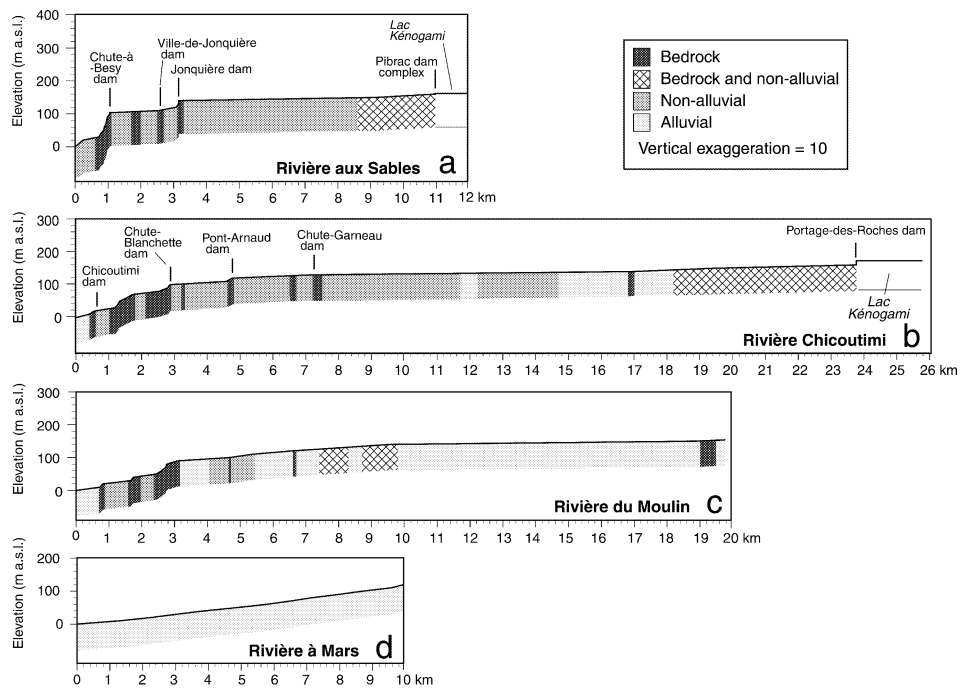 Elevation (m a.s.l.)
400
300
200
100
0
Chute-à
-Besy
dam
Ville-de-Jonquière
dam
Jonquière dam
Lac
Kénogami
Pibrac dam
complex
Rivière aux Sables a
0 1 2 3 4 5 6 7 8 9 10 11 12 km
Bedrock
Bedrock and non-alluvial
Non-alluvial
Alluvial
Vertical exaggeration = 10
Elevation (m a.s.l.)
300
200
100
0
Chicoutimi
dam
Chute-
Blanchette
dam
Pont-Arnaud
dam
Chute-Garneau
dam
Portage-des-Roches dam
Lac
Kénogami
Rivière Chicoutimi b
0 1 2 3 4 5 6 7 8 9 10 11 12 13 14 15 16 17 18 19 20 21 22 23 24 25 26 km
Elevation (m a.s.l.)
300
200
100
0
Rivière du Moulin c
0 1 2 3 4 5 6 7 8 9 10 11 12 13 14 15 16 17 18 19 20 km
Elevation (m a.s.l.)
200
100
0
Rivière à Mars d
0 1 2 3 4 5 6 7 8 9 10 km